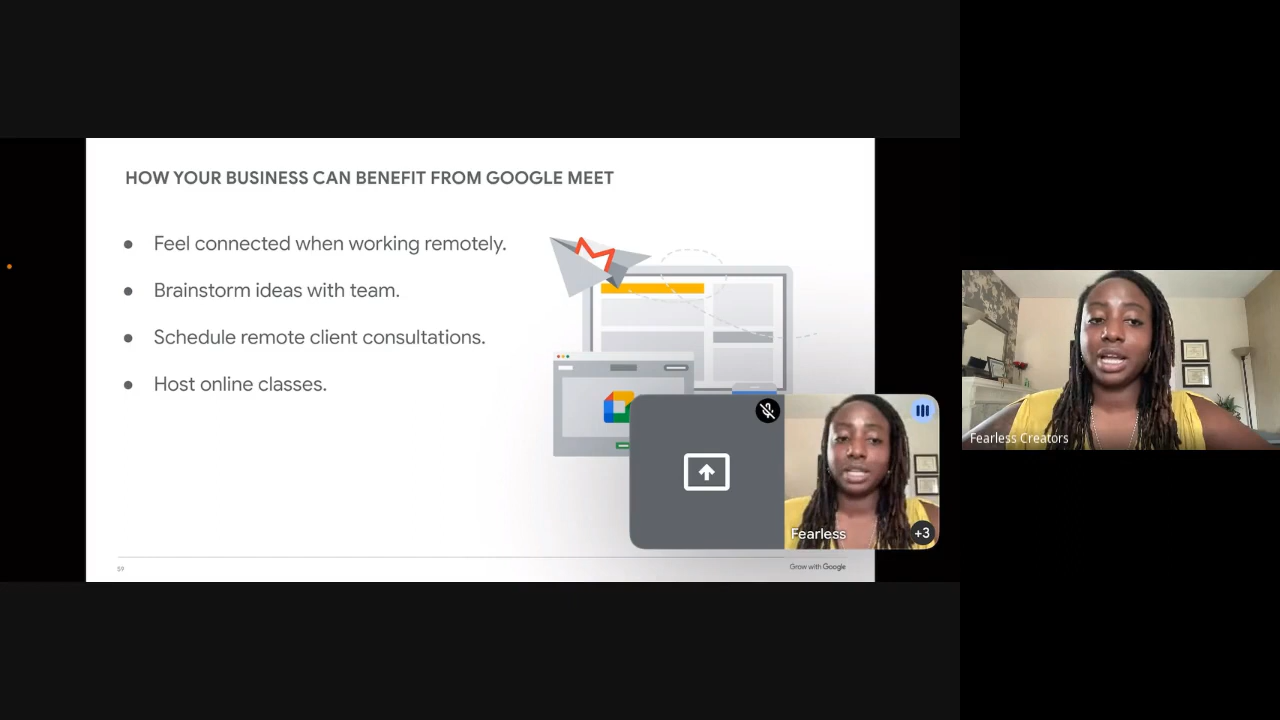 HOW YOUR BUSINESS CAN BENEFIT FROM GOOGLE MEET
Feel connected when working remotely.
Brainstorm ideas with team.
Schedule remote client consultations.
Host online classes.
Fearless
+3
59
Grow with Google
Fearless Creators